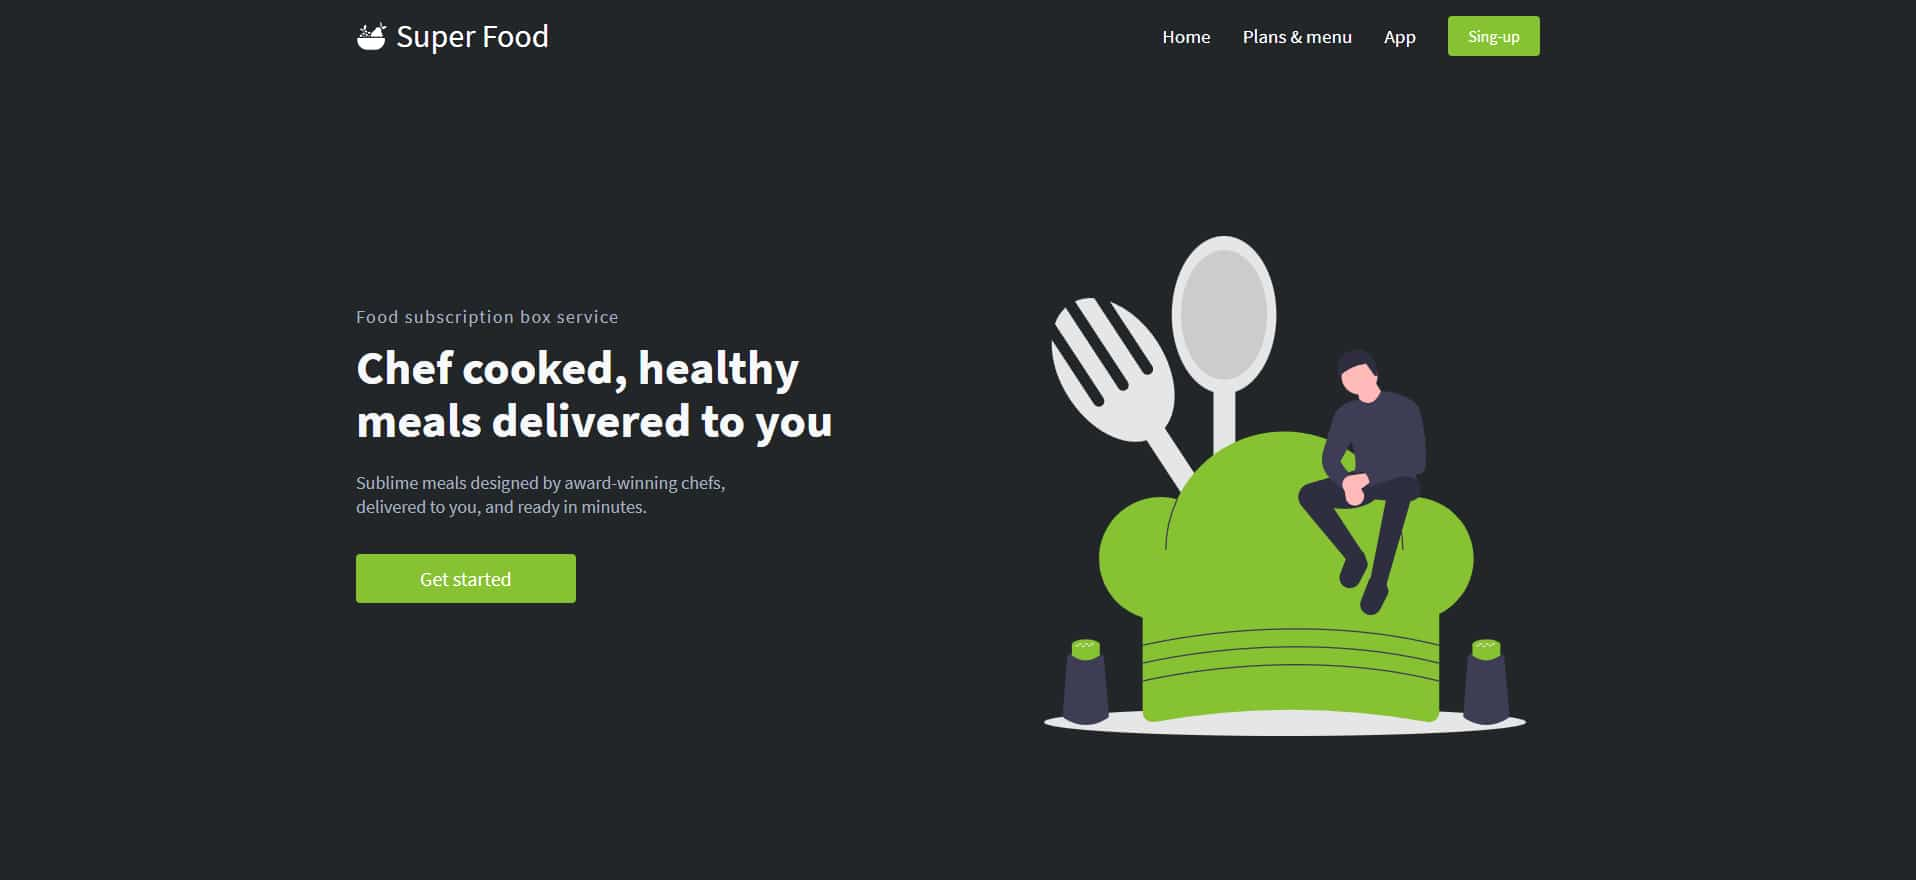 Super Food
Home
Plans & menu
App
Sing-up
Food subscription box service
Chef cooked, healthy
meals delivered to you
Sublime meals designed by award-winning chefs,
delivered to you, and ready in minutes.
Get started